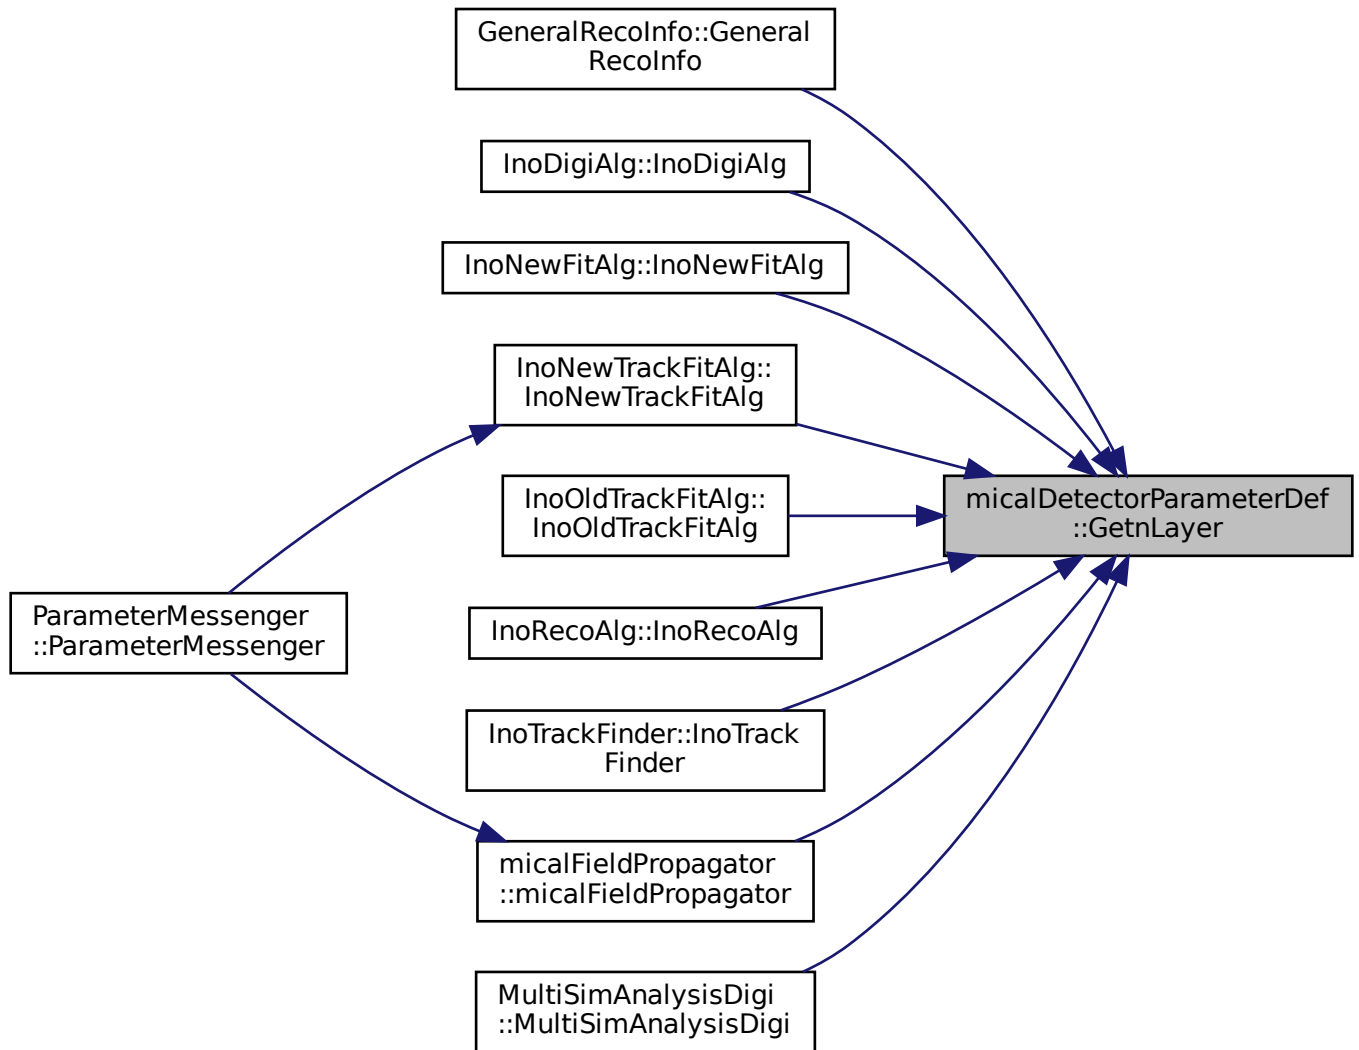 GeneralRecoInfo::General
RecoInfo
InoDigiAlg::InoDigiAlg
InoNewFitAlg::InoNewFitAlg
InoNewTrackFitAlg::
InoNewTrackFitAlg
InoOldTrackFitAlg::
InoOldTrackFitAlg
micalDetectorParameterDef
::GetnLayer
ParameterMessenger
::ParameterMessenger
InoRecoAlg::InoRecoAlg
InoTrackFinder::InoTrack
Finder
micalFieldPropagator
::micalFieldPropagator
MultiSimAnalysisDigi
::MultiSimAnalysisDigi